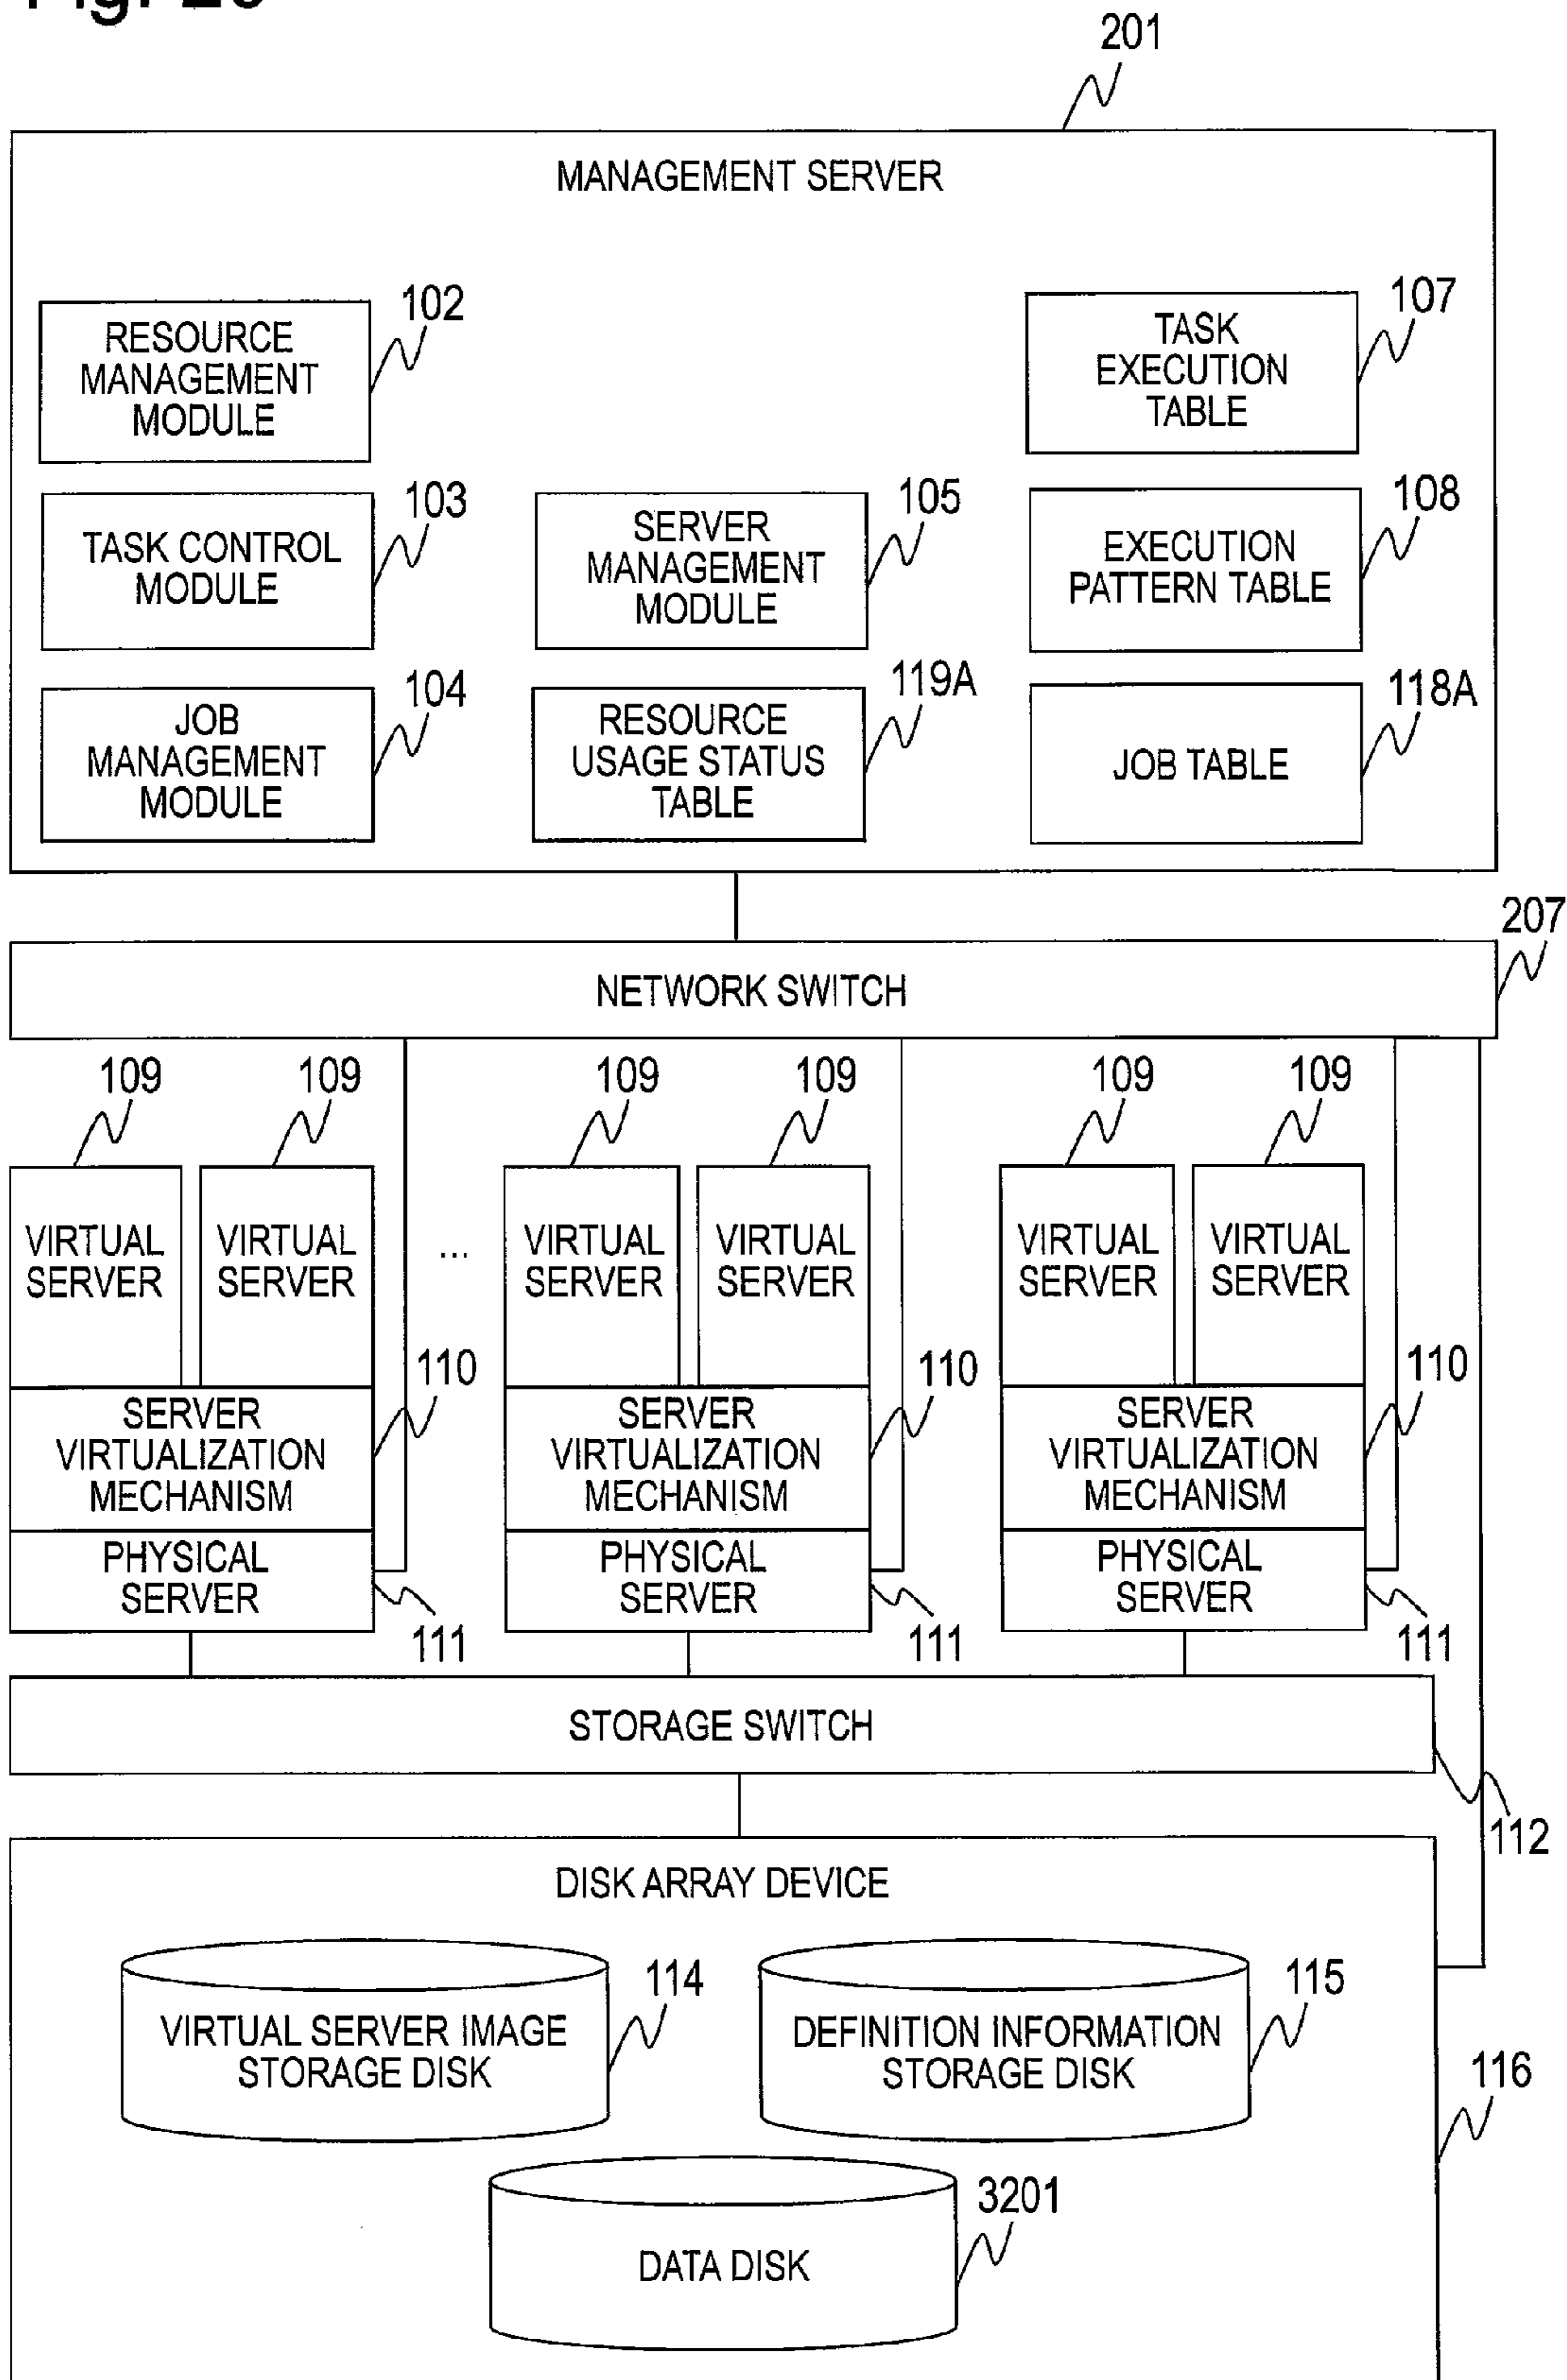 201
MANAGEMENT SERVER
102
RESOURCE
MANAGEMENT
MODULE
107
TASK
EXECUTION
TABLE
103
TASK CONTROL
MODULE
105
SERVER
MANAGEMENT
MODULE
108
EXECUTION
PATTERN TABLE
104
JOB
MANAGEMENT
MODULE
119A
RESOURCE
USAGE STATUS
TABLE
118A
JOB TABLE
207
NETWORK SWITCH
109
109
109
109
109
109
VIRTUAL
SERVER
VIRTUAL
SERVER
...
VIRTUAL
SERVER
VIRTUAL
SERVER
VIRTUAL
SERVER
VIRTUAL
SERVER
110
110
110
SERVER
VIRTUALIZATION
MECHANISM
SERVER
VIRTUALIZATION
MECHANISM
SERVER
VIRTUALIZATION
MECHANISM
PHYSICAL
SERVER
PHYSICAL
SERVER
PHYSICAL
SERVER
111
111
111
STORAGE SWITCH
112
DISK ARRAY DEVICE
114
VIRTUAL SERVER IMAGE
STORAGE DISK
115
DEFINITION INFORMATION
STORAGE DISK
116
3201
DATA DISK